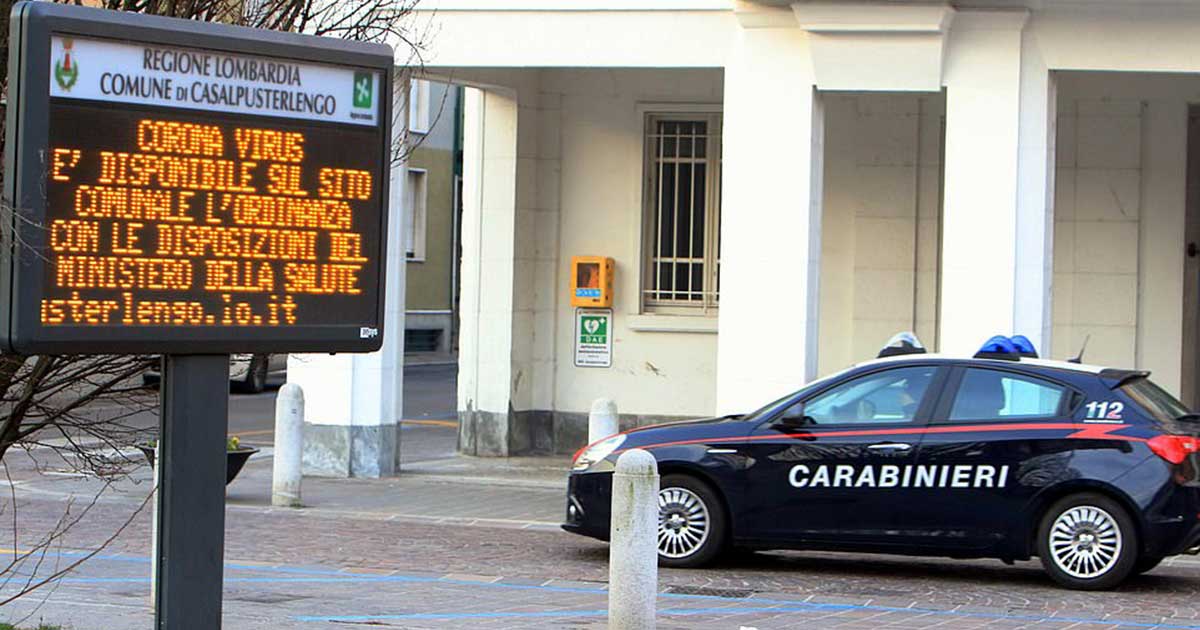 REGIONE LOMBARDIA
COMUNE DI CASALPUSTERLENGO
CORONA VIRUS
E' DISPONIBILE SUL SITO
COMUNALE L'ORDINANZA
CON LE DISPOSIZIONI DEL
MINISTERO DELLA SALUTE
usterlengo.lo.it
DAE
112
CARABINIERI